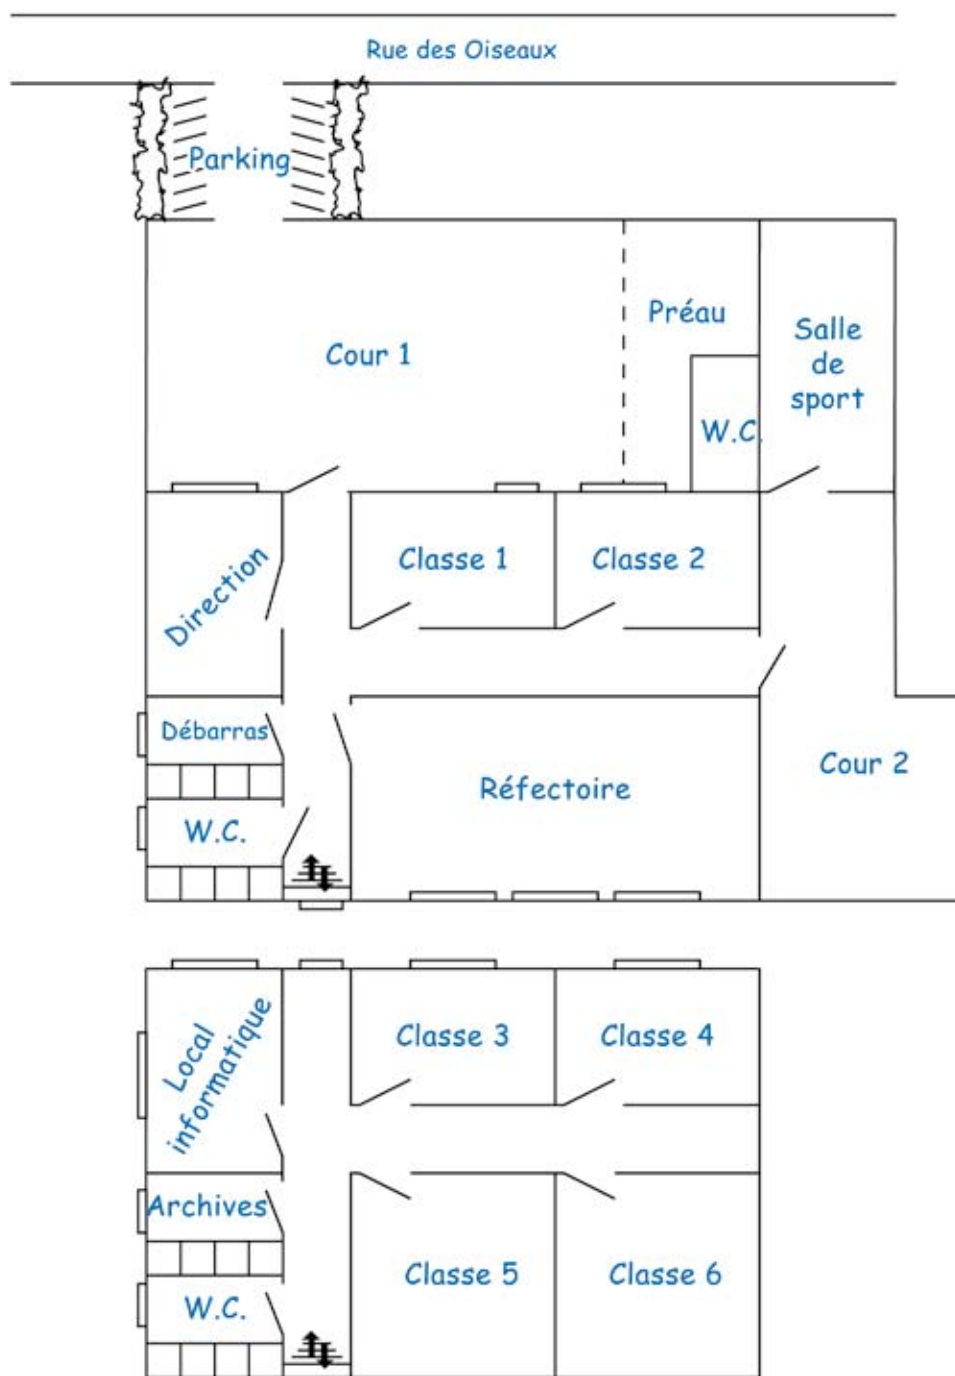 Rue des Oiseaux
Parking
Cour 1
Préau
Salle
de
sport
W.C.
Direction
Classe 1
Classe 2
Débarras
Réfectoire
Cour 2
W.C.
Local
informatique
Classe 3
Classe 4
Archives
Classe 5
Classe 6
W.C.